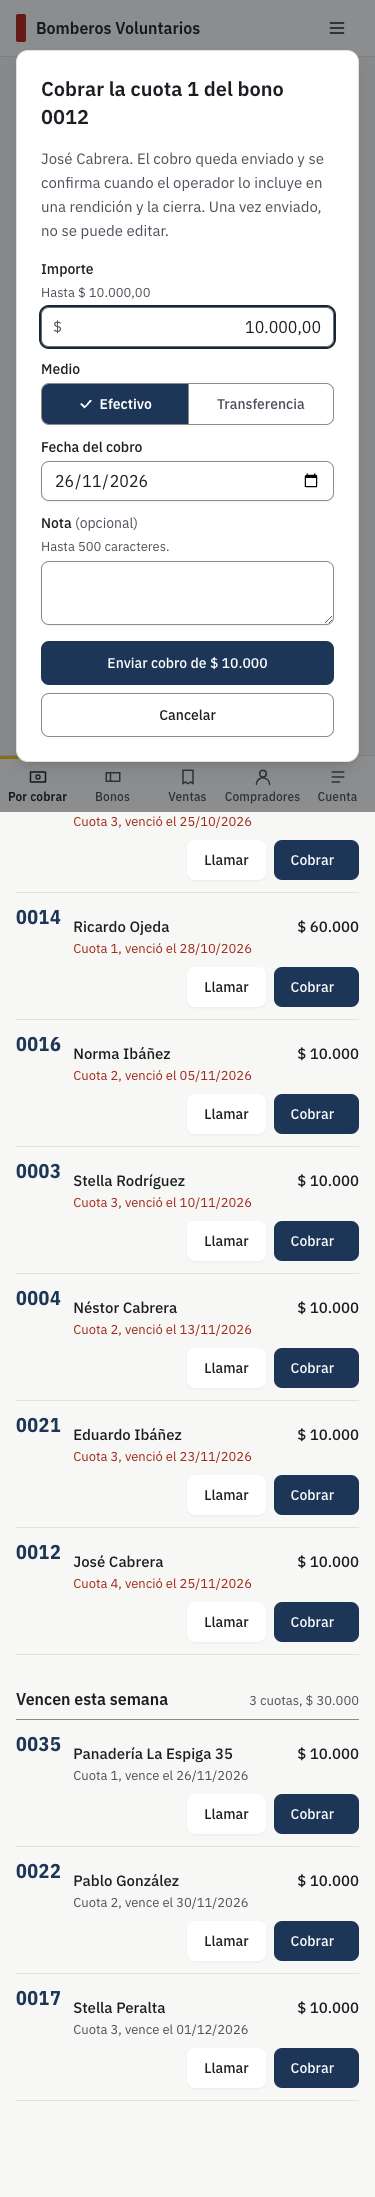 Bomberos Voluntarios
Cobrar la cuota 1 del bono
0012
José Cabrera. El cobro queda enviado y se
confirma cuando el operador lo incluye en
una rendición y la cierra. Una vez enviado,
no se puede editar.
Importe
Hasta $ 10.000,00
$ 10.000,00
Medio
Efectivo Transferencia
Fecha del cobro
26/11/2026
Nota (opcional)
Hasta 500 caracteres.
Enviar cobro de $ 10.000
Cancelar
Por cobrar Bonos Ventas Compradores Cuenta
Cuota 3, venció el 25/10/2026
Llamar Cobrar
0014 Ricardo Ojeda $ 60.000
Cuota 1, venció el 28/10/2026
Llamar Cobrar
0016 Norma Ibáñez $ 10.000
Cuota 2, venció el 05/11/2026
Llamar Cobrar
0003 Stella Rodríguez $ 10.000
Cuota 3, venció el 10/11/2026
Llamar Cobrar
0004 Néstor Cabrera $ 10.000
Cuota 2, venció el 13/11/2026
Llamar Cobrar
0021 Eduardo Ibáñez $ 10.000
Cuota 3, venció el 23/11/2026
Llamar Cobrar
0012 José Cabrera $ 10.000
Cuota 4, venció el 25/11/2026
Llamar Cobrar
Vencen esta semana 3 cuotas, $ 30.000
0035 Panadería La Espiga 35 $ 10.000
Cuota 1, vence el 26/11/2026
Llamar Cobrar
0022 Pablo González $ 10.000
Cuota 2, vence el 30/11/2026
Llamar Cobrar
0017 Stella Peralta $ 10.000
Cuota 3, vence el 01/12/2026
Llamar Cobrar